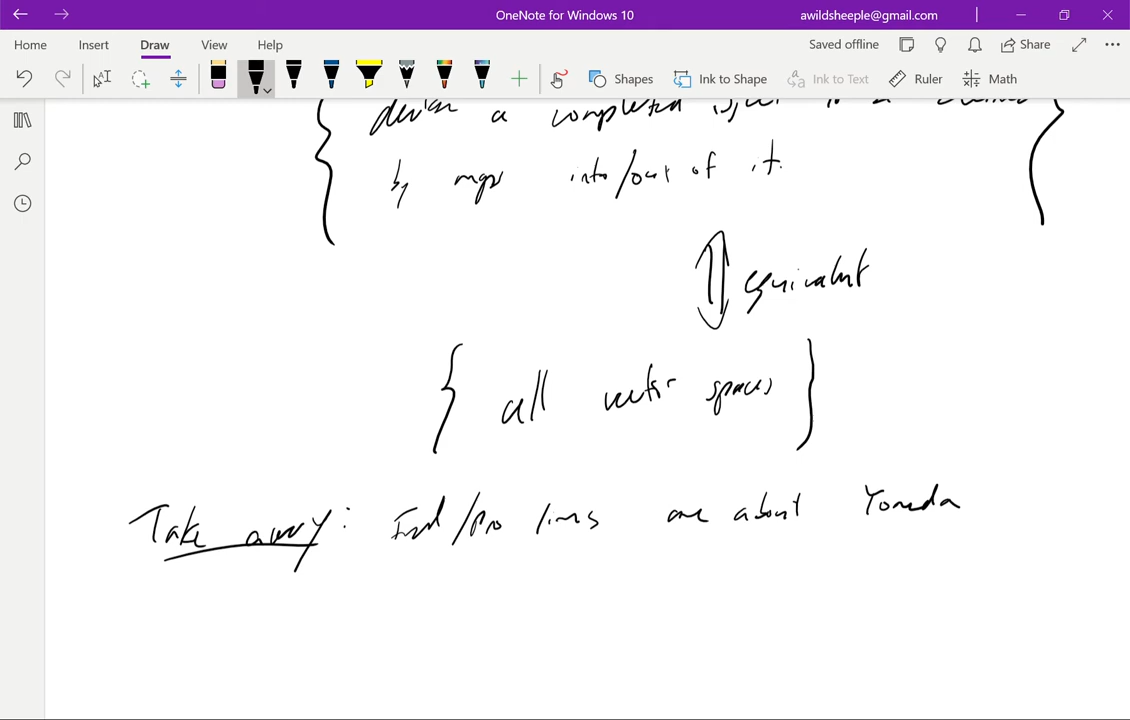 OneNote for Windows 10
awildsheeple@gmail.com
Home Insert Draw View Help
Saved offline Share
Shapes Ink to Shape Ink to Text Ruler Math
a completed
by maps into/out of it.
equivalent
{ all vector spaces }
Take away: Ind/Pro lims are about Yoneda